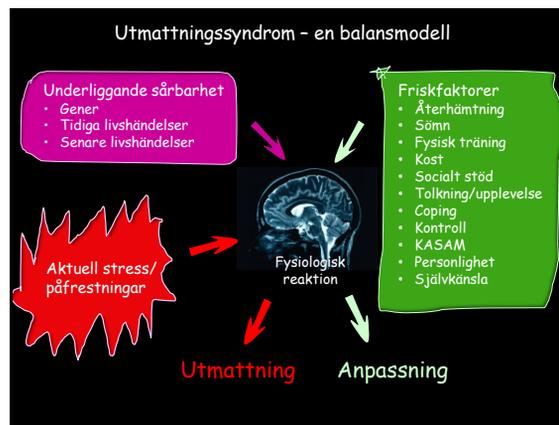 Utmattningssyndrom – en balansmodell
Underliggande sårbarhet
• Gener
• Tidiga livshändelser
• Senare livshändelser
Friskfaktorer
• Återhämtning
• Sömn
• Fysisk träning
• Kost
• Socialt stöd
• Tolkning/upplevelse
• Coping
• Kontroll
• KASAM
• Personlighet
• Självkänsla
Aktuell stress/
påfrestningar
Fysiologisk
reaktion
Utmattning
Anpassning